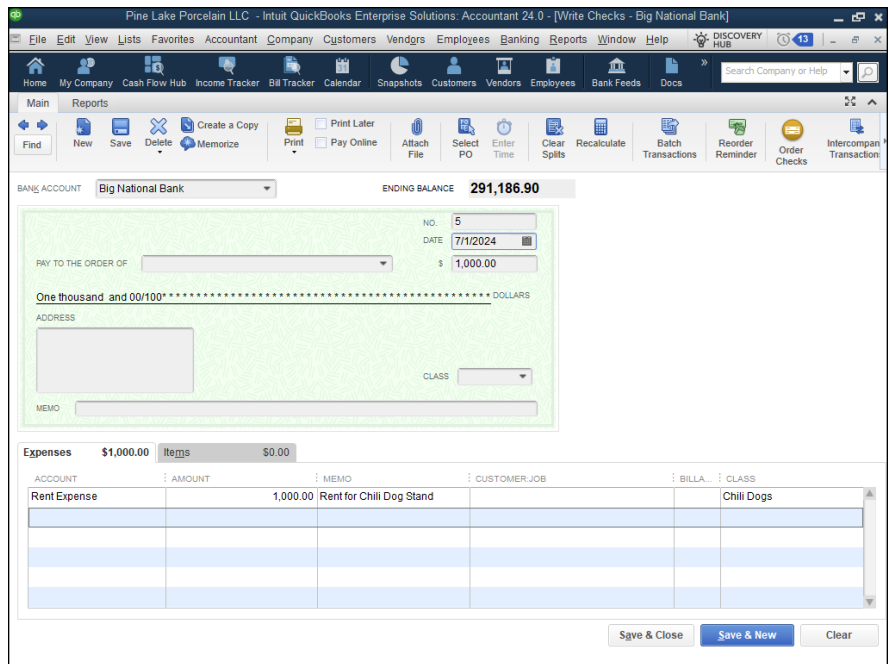 Pine Lake Porcelain LLC - Intuit QuickBooks Enterprise Solutions: Accountant 24.0 - [Write Checks - Big National Bank]
File Edit View Lists Favorites Accountant Company Customers Vendors Employees Banking Reports Window Help DISCOVERY HUB 13
Home My Company Cash Flow Hub Income Tracker Bill Tracker Calendar Snapshots Customers Vendors Employees Bank Feeds Docs » Search Company or Help
Main Reports
Find New Save Delete Create a Copy Memorize Print Print Later Pay Online Attach File Select PO Enter Time Clear Splits Recalculate Batch Transactions Reorder Reminder Order Checks Intercompan Transaction
BANK ACCOUNT Big National Bank ENDING BALANCE 291,186.90
NO. 5
DATE 7/1/2024
PAY TO THE ORDER OF $ 1,000.00
One thousand and 00/100* * * * * * * * * * * * * * * * * * * * * * * * * * * * * * * * * * * * * * * * * * * * * * * * DOLLARS
ADDRESS
CLASS
MEMO
Expenses $1,000.00 Items $0.00
ACCOUNT AMOUNT MEMO CUSTOMER:JOB BILLA... CLASS
Rent Expense 1,000.00 Rent for Chili Dog Stand Chili Dogs
Save & Close Save & New Clear